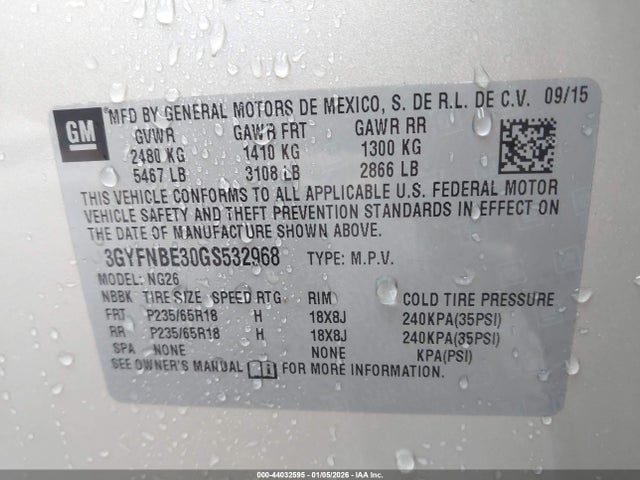 GM
MFD BY GENERAL MOTORS DE MEXICO, S. DE R.L. DE C.V. 09/15
GVWR GAWR FRT GAWR RR
2480 KG 1410 KG 1300 KG
5467 LB 3108 LB 2866 LB
THIS VEHICLE CONFORMS TO ALL APPLICABLE U.S. FEDERAL MOTOR
VEHICLE SAFETY AND THEFT PREVENTION STANDARDS IN EFFECT ON
THE DATE OF MANUFACTURE SHOWN ABOVE.
3GYFNBE30GS532968 TYPE: M.P.V.
MODEL: NG26
NBBK TIRE SIZE SPEED RTG RIM COLD TIRE PRESSURE
FRT P235/65R18 H 18X8J 240KPA(35PSI)
RR P235/65R18 H 18X8J 240KPA(35PSI)
SPA NONE NONE KPA(PSI)
SEE OWNER'S MANUAL FOR MORE INFORMATION.
000-44032595 - 01/05/2026 - IAA Inc.